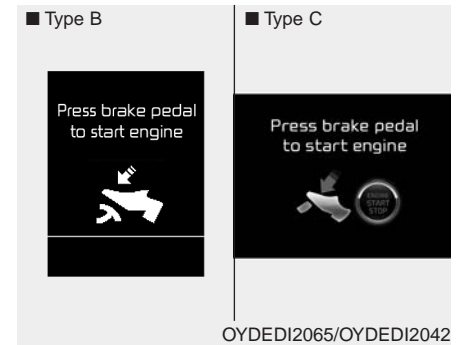 ■ Type B
■ Type C
Press brake pedal
to start engine
Press brake pedal
to start engine
ENGINE
START
STOP
OYDEDI2065/OYDEDI2042